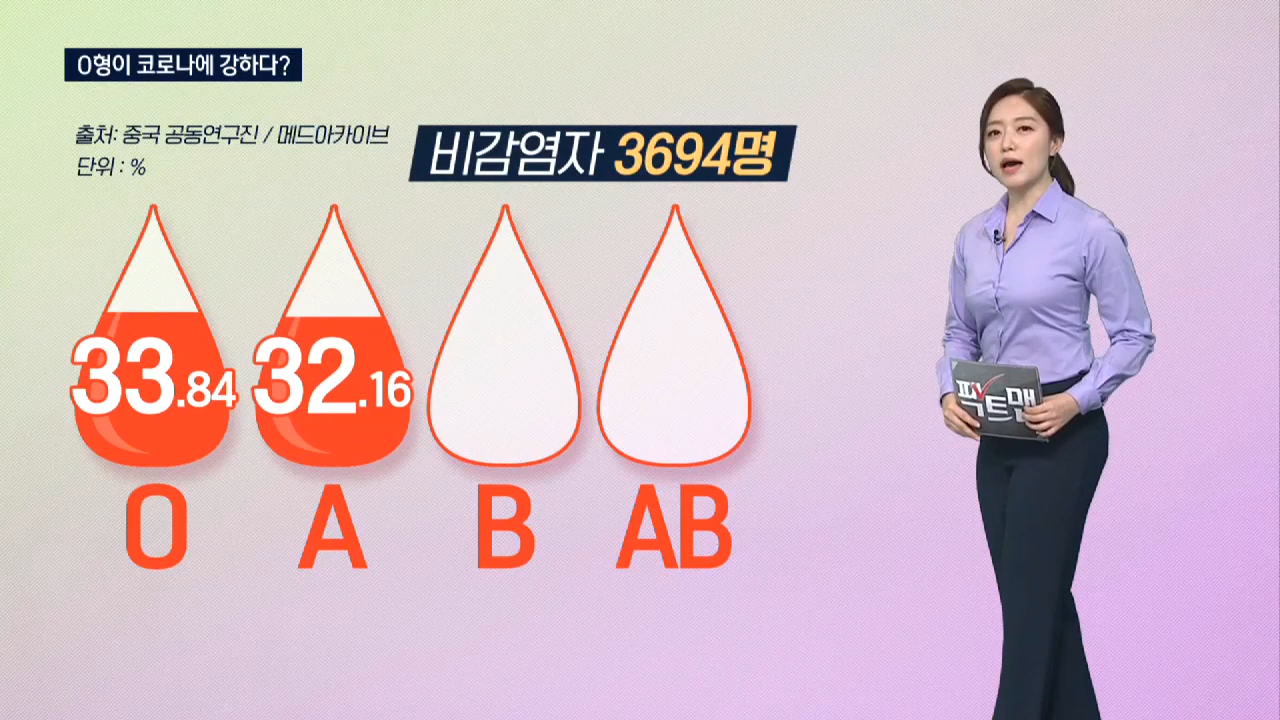 O형이 코로나에 강하다?
출처: 중국 공동연구진 / 메드아카이브
단위 : %
비감염자 3694명
33.84
32.16
O
A
B
AB
팩트맨